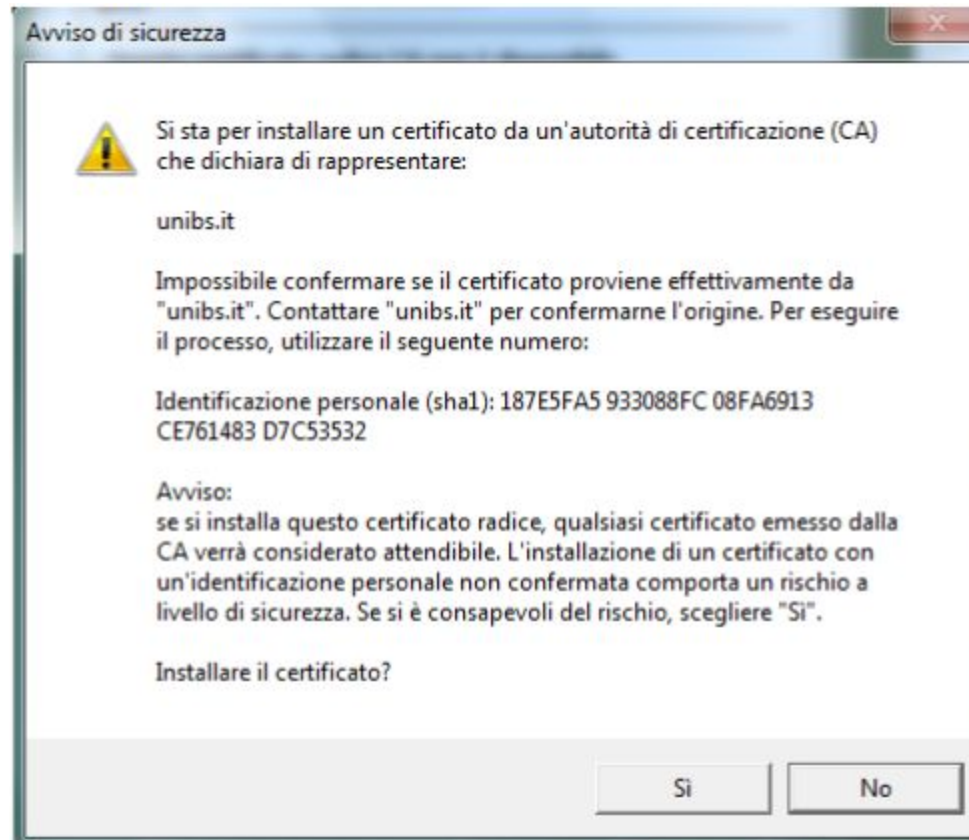 Avviso di sicurezza
Si sta per installare un certificato da un'autorità di certificazione (CA)
che dichiara di rappresentare:
unibs.it
Impossibile confermare se il certificato proviene effettivamente da
"unibs.it". Contattare "unibs.it" per confermarne l'origine. Per eseguire
il processo, utilizzare il seguente numero:
Identificazione personale (sha1): 187E5FA5 933088FC 08FA6913
CE761483 D7C53532
Avviso:
se si installa questo certificato radice, qualsiasi certificato emesso dalla
CA verrà considerato attendibile. L'installazione di un certificato con
un'identificazione personale non confermata comporta un rischio a
livello di sicurezza. Se si è consapevoli del rischio, scegliere "Sì".
Installare il certificato?
Sì No